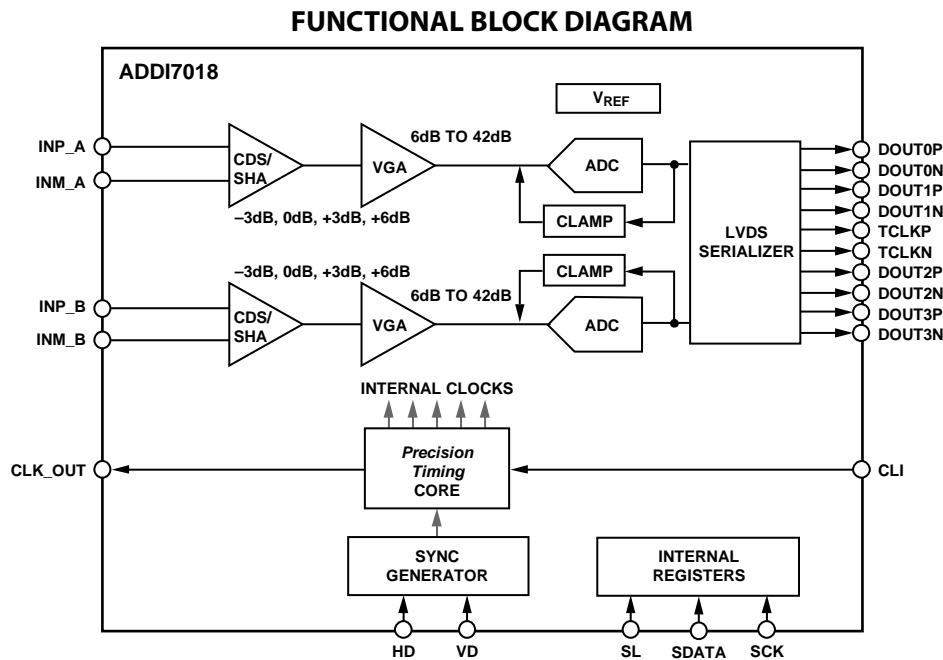 FUNCTIONAL BLOCK DIAGRAM
ADDI7018
VREF
INP_A
INM_A
CDS/
SHA
VGA
6dB TO 42dB
ADC
–3dB, 0dB, +3dB, +6dB
CLAMP
LVDS
SERIALIZER
DOUT0P
DOUT0N
DOUT1P
DOUT1N
TCLKP
TCLKN
DOUT2P
DOUT2N
DOUT3P
DOUT3N
–3dB, 0dB, +3dB, +6dB
CLAMP
INP_B
INM_B
CDS/
SHA
VGA
6dB TO 42dB
ADC
INTERNAL CLOCKS
CLK_OUT
Precision
Timing
CORE
CLI
SYNC
GENERATOR
INTERNAL
REGISTERS
HD
VD
SL
SDATA
SCK